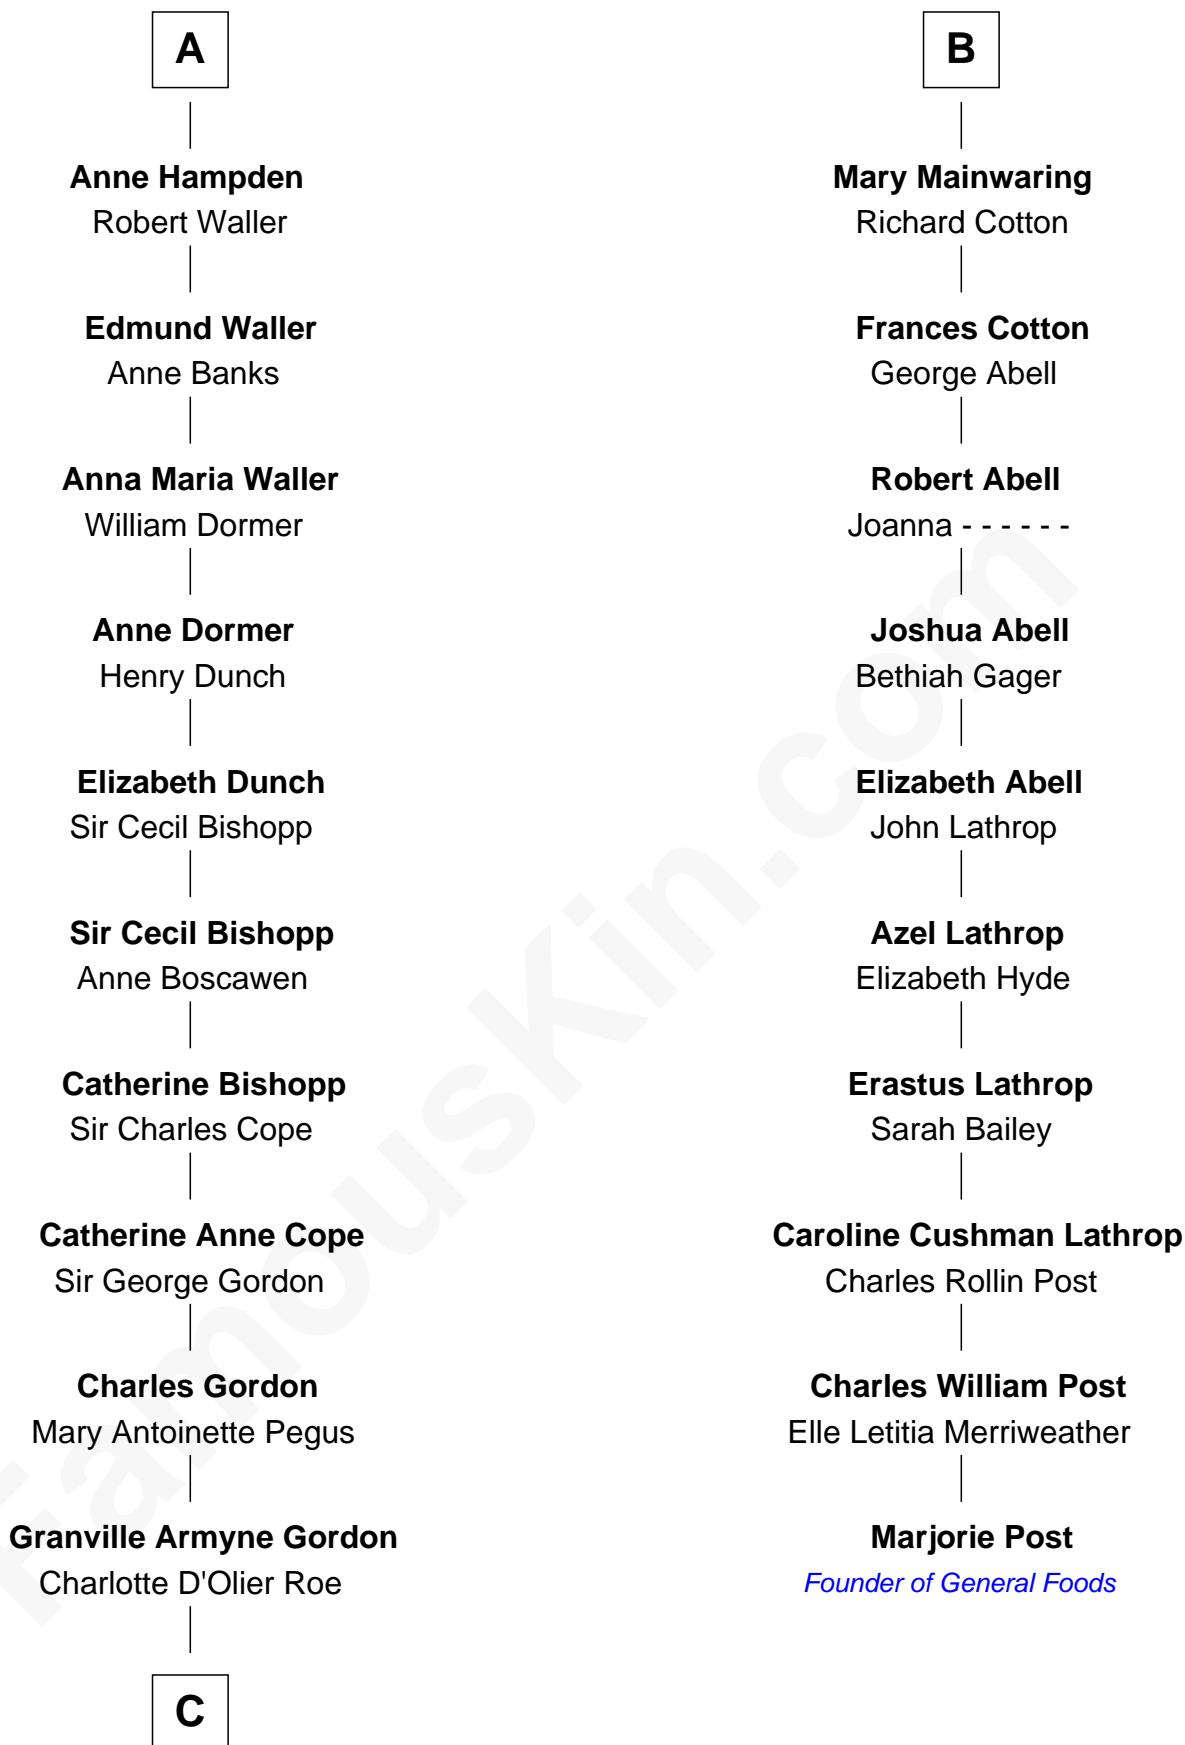 A
Anne Hampden
Robert Waller
Edmund Waller
Anne Banks
Anna Maria Waller
William Dormer
Anne Dormer
Henry Dunch
Elizabeth Dunch
Sir Cecil Bishopp
Sir Cecil Bishopp
Anne Boscawen
Catherine Bishopp
Sir Charles Cope
Catherine Anne Cope
Sir George Gordon
Charles Gordon
Mary Antoinette Pegus
Granville Armyne Gordon
Charlotte D'Olier Roe
C
B
Mary Mainwaring
Richard Cotton
Frances Cotton
George Abell
Robert Abell
Joanna - - - - - -
Joshua Abell
Bethiah Gager
Elizabeth Abell
John Lathrop
Azel Lathrop
Elizabeth Hyde
Erastus Lathrop
Sarah Bailey
Caroline Cushman Lathrop
Charles Rollin Post
Charles William Post
Elle Letitia Merriweather
Marjorie Post
Founder of General Foods
FamousKin.com